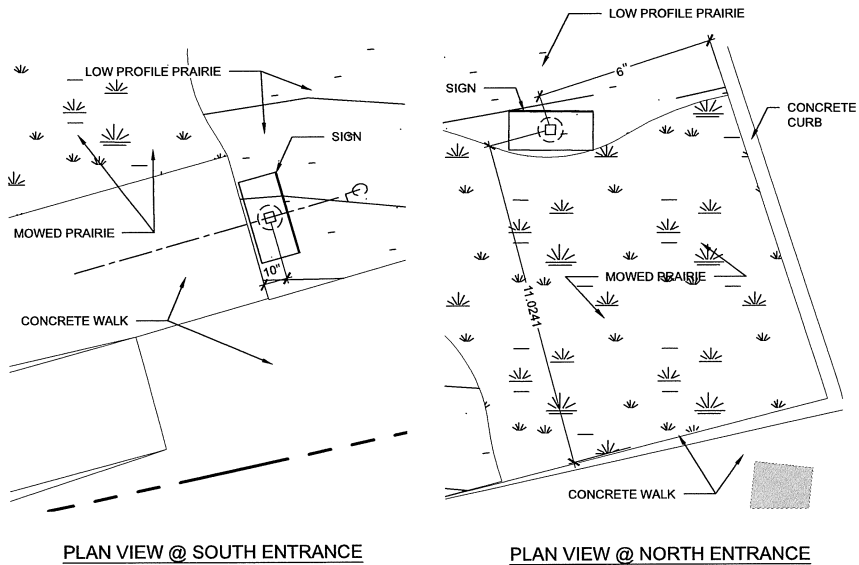 LOW PROFILE PRAIRIE
SIGN
MOWED PRAIRIE
10"
CONCRETE WALK
PLAN VIEW @ SOUTH ENTRANCE
LOW PROFILE PRAIRIE
6"
SIGN
CONCRETE
CURB
MOWED PRAIRIE
11.0241
CONCRETE WALK
PLAN VIEW @ NORTH ENTRANCE